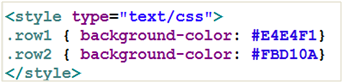 <style type="text/css">
.row1 { background-color: #E4E4F1}
.row2 { background-color: #FBD10A}
</style>